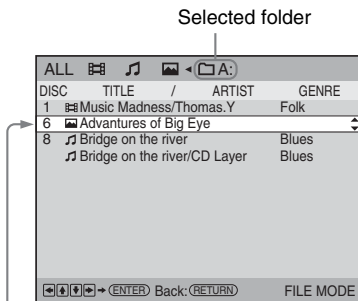 Selected folder
ALL A:
DISC TITLE / ARTIST GENRE
1 Music Madness/Thomas.Y Folk
6 Advantures of Big Eye
8 Bridge on the river Blues
Bridge on the river/CD Layer Blues
ENTER Back: RETURN FILE MODE